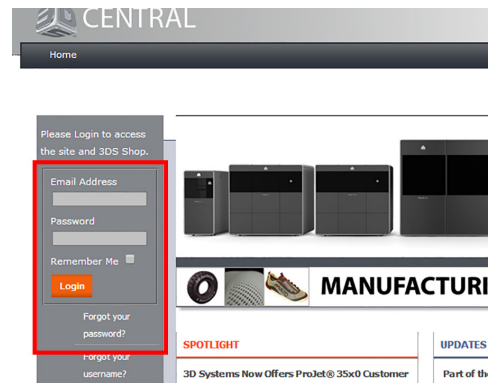 CENTRAL
Home
Please Login to access
the site and 3DS Shop.
Email Address
Password
Remember Me
Login
Forgot your
password?
Forgot your
username?
MANUFACTURI
SPOTLIGHT
3D Systems Now Offers ProJet® 35x0 Customer
UPDATES
Part of th